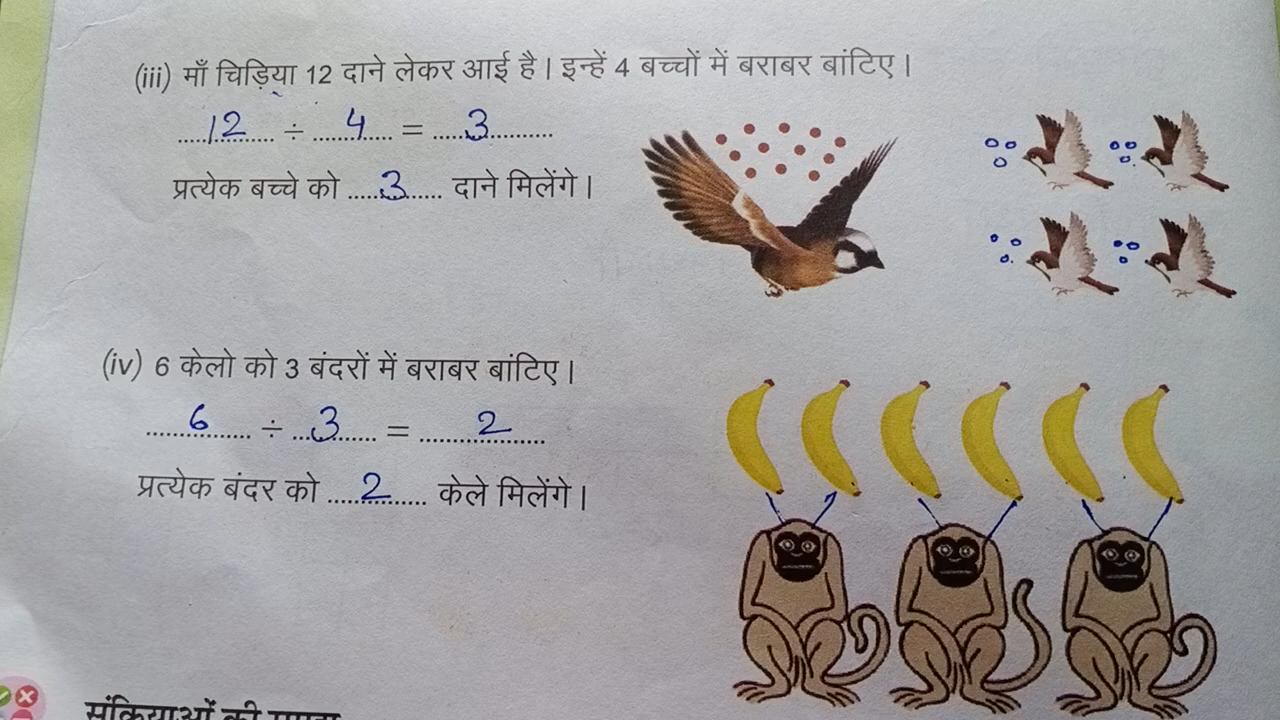 (iii) माँ चिड़िया 12 दाने लेकर आई है। इन्हें 4 बच्चों में बराबर बांटिए।
12 ÷ 4 = 3
प्रत्येक बच्चे को 3 दाने मिलेंगे।
(iv) 6 केलो को 3 बंदरों में बराबर बांटिए।
6 ÷ 3 = 2
प्रत्येक बंदर को 2 केले मिलेंगे।
संक्रियाओं की